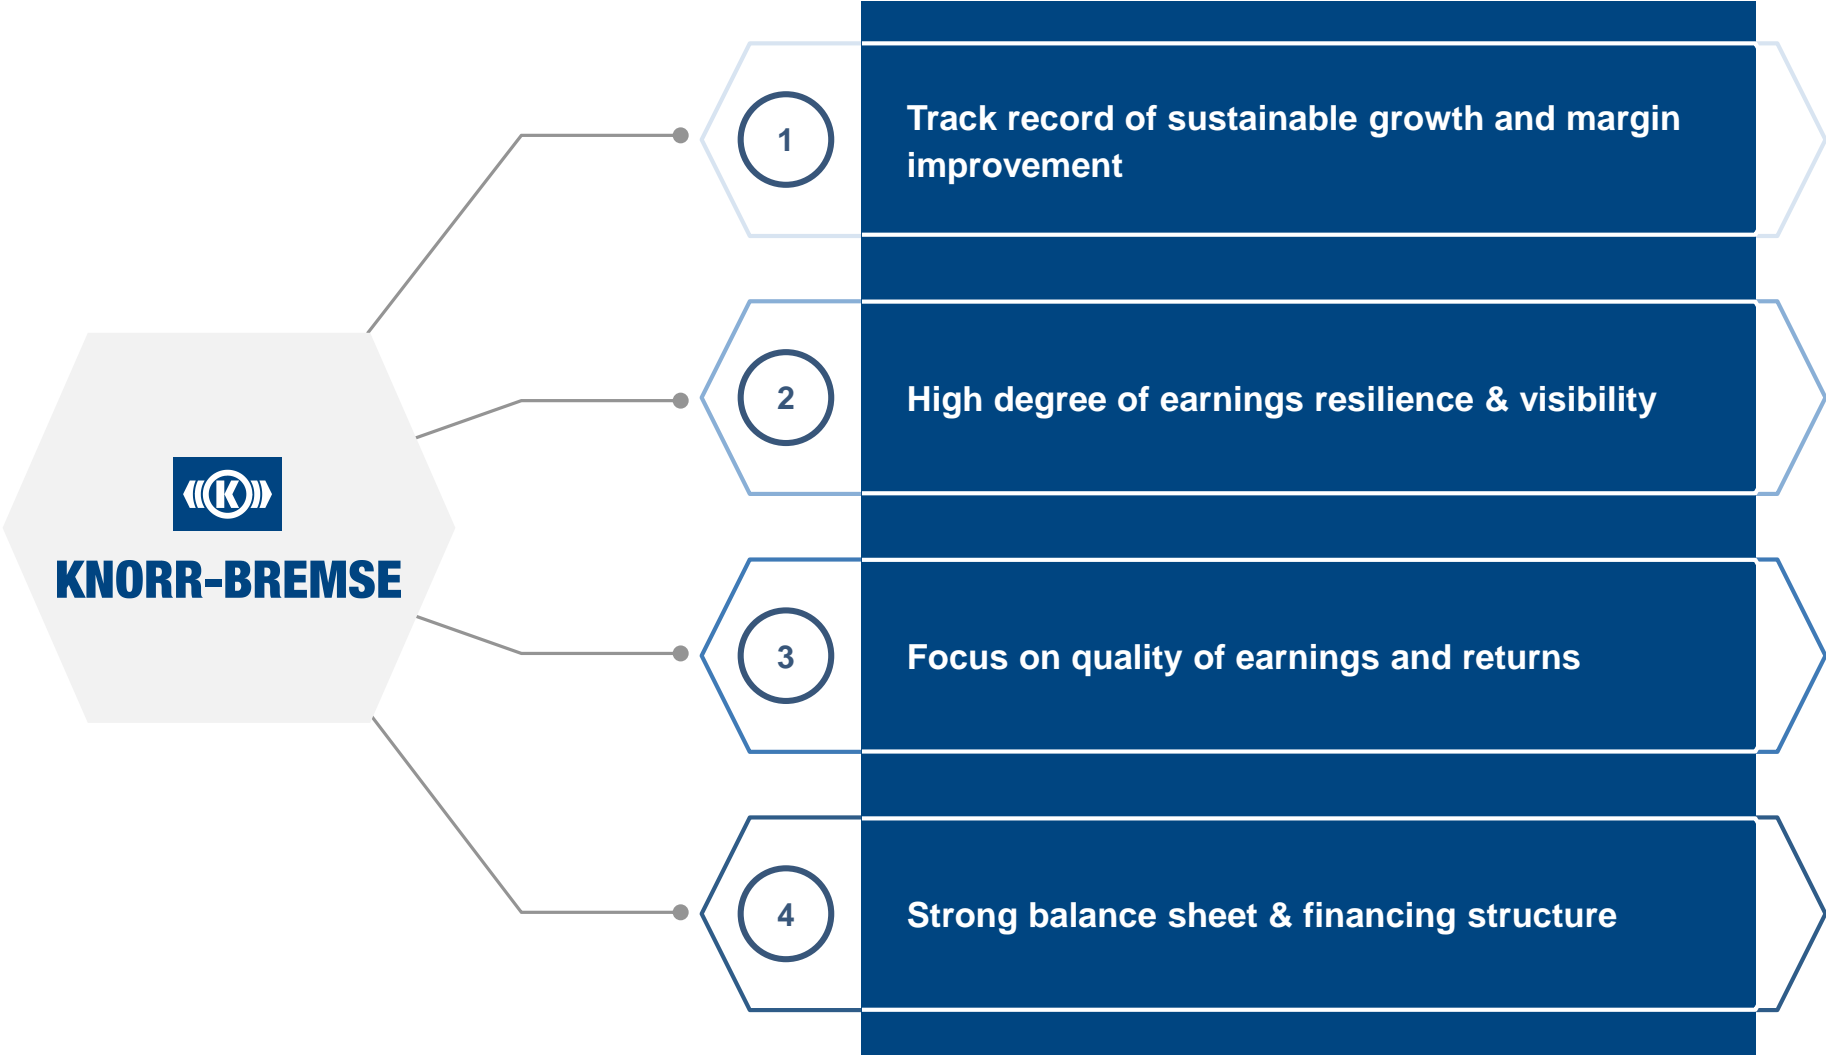 K
KNORR-BREMSE
1
Track record of sustainable growth and margin
improvement
2
High degree of earnings resilience & visibility
3
Focus on quality of earnings and returns
4
Strong balance sheet & financing structure